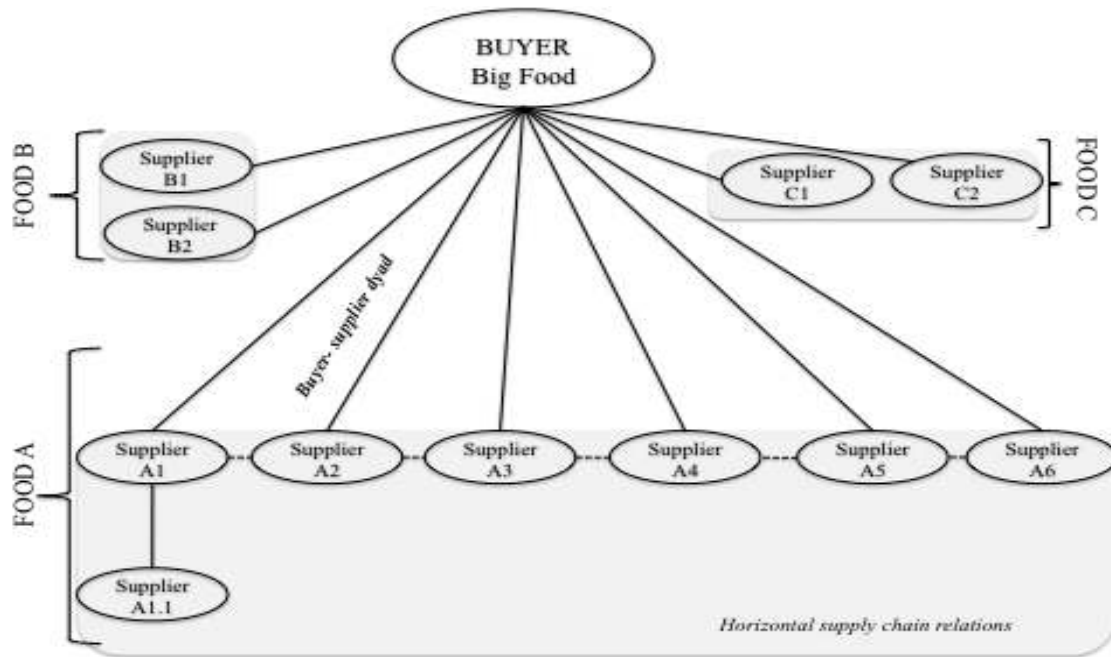 BUYER
Big Food
FOOD B
Supplier
B1
Supplier
B2
Supplier
C1
Supplier
C2
FOOD C
Buyer- supplier dyad
FOOD A
Supplier
A1
Supplier
A2
Supplier
A3
Supplier
A4
Supplier
A5
Supplier
A6
Supplier
A1.1
Horizontal supply chain relations